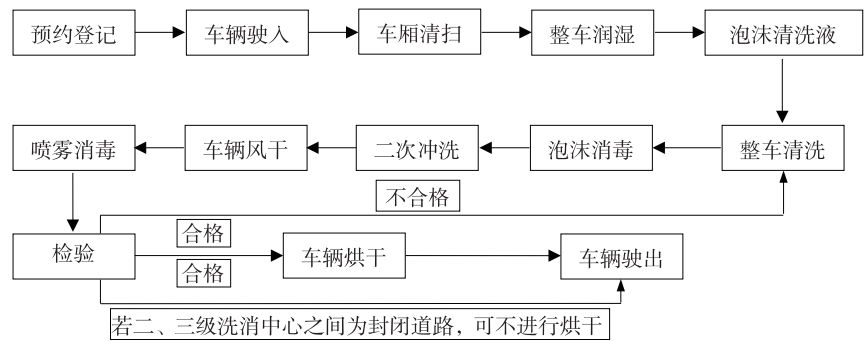 预约登记
车辆驶入
车厢清扫
整车润湿
泡沫清洗液
喷雾消毒
车辆风干
二次冲洗
泡沫消毒
整车清洗
不合格
检验
合格
合格
车辆烘干
车辆驶出
若二、三级洗消中心之间为封闭道路，可不进行烘干